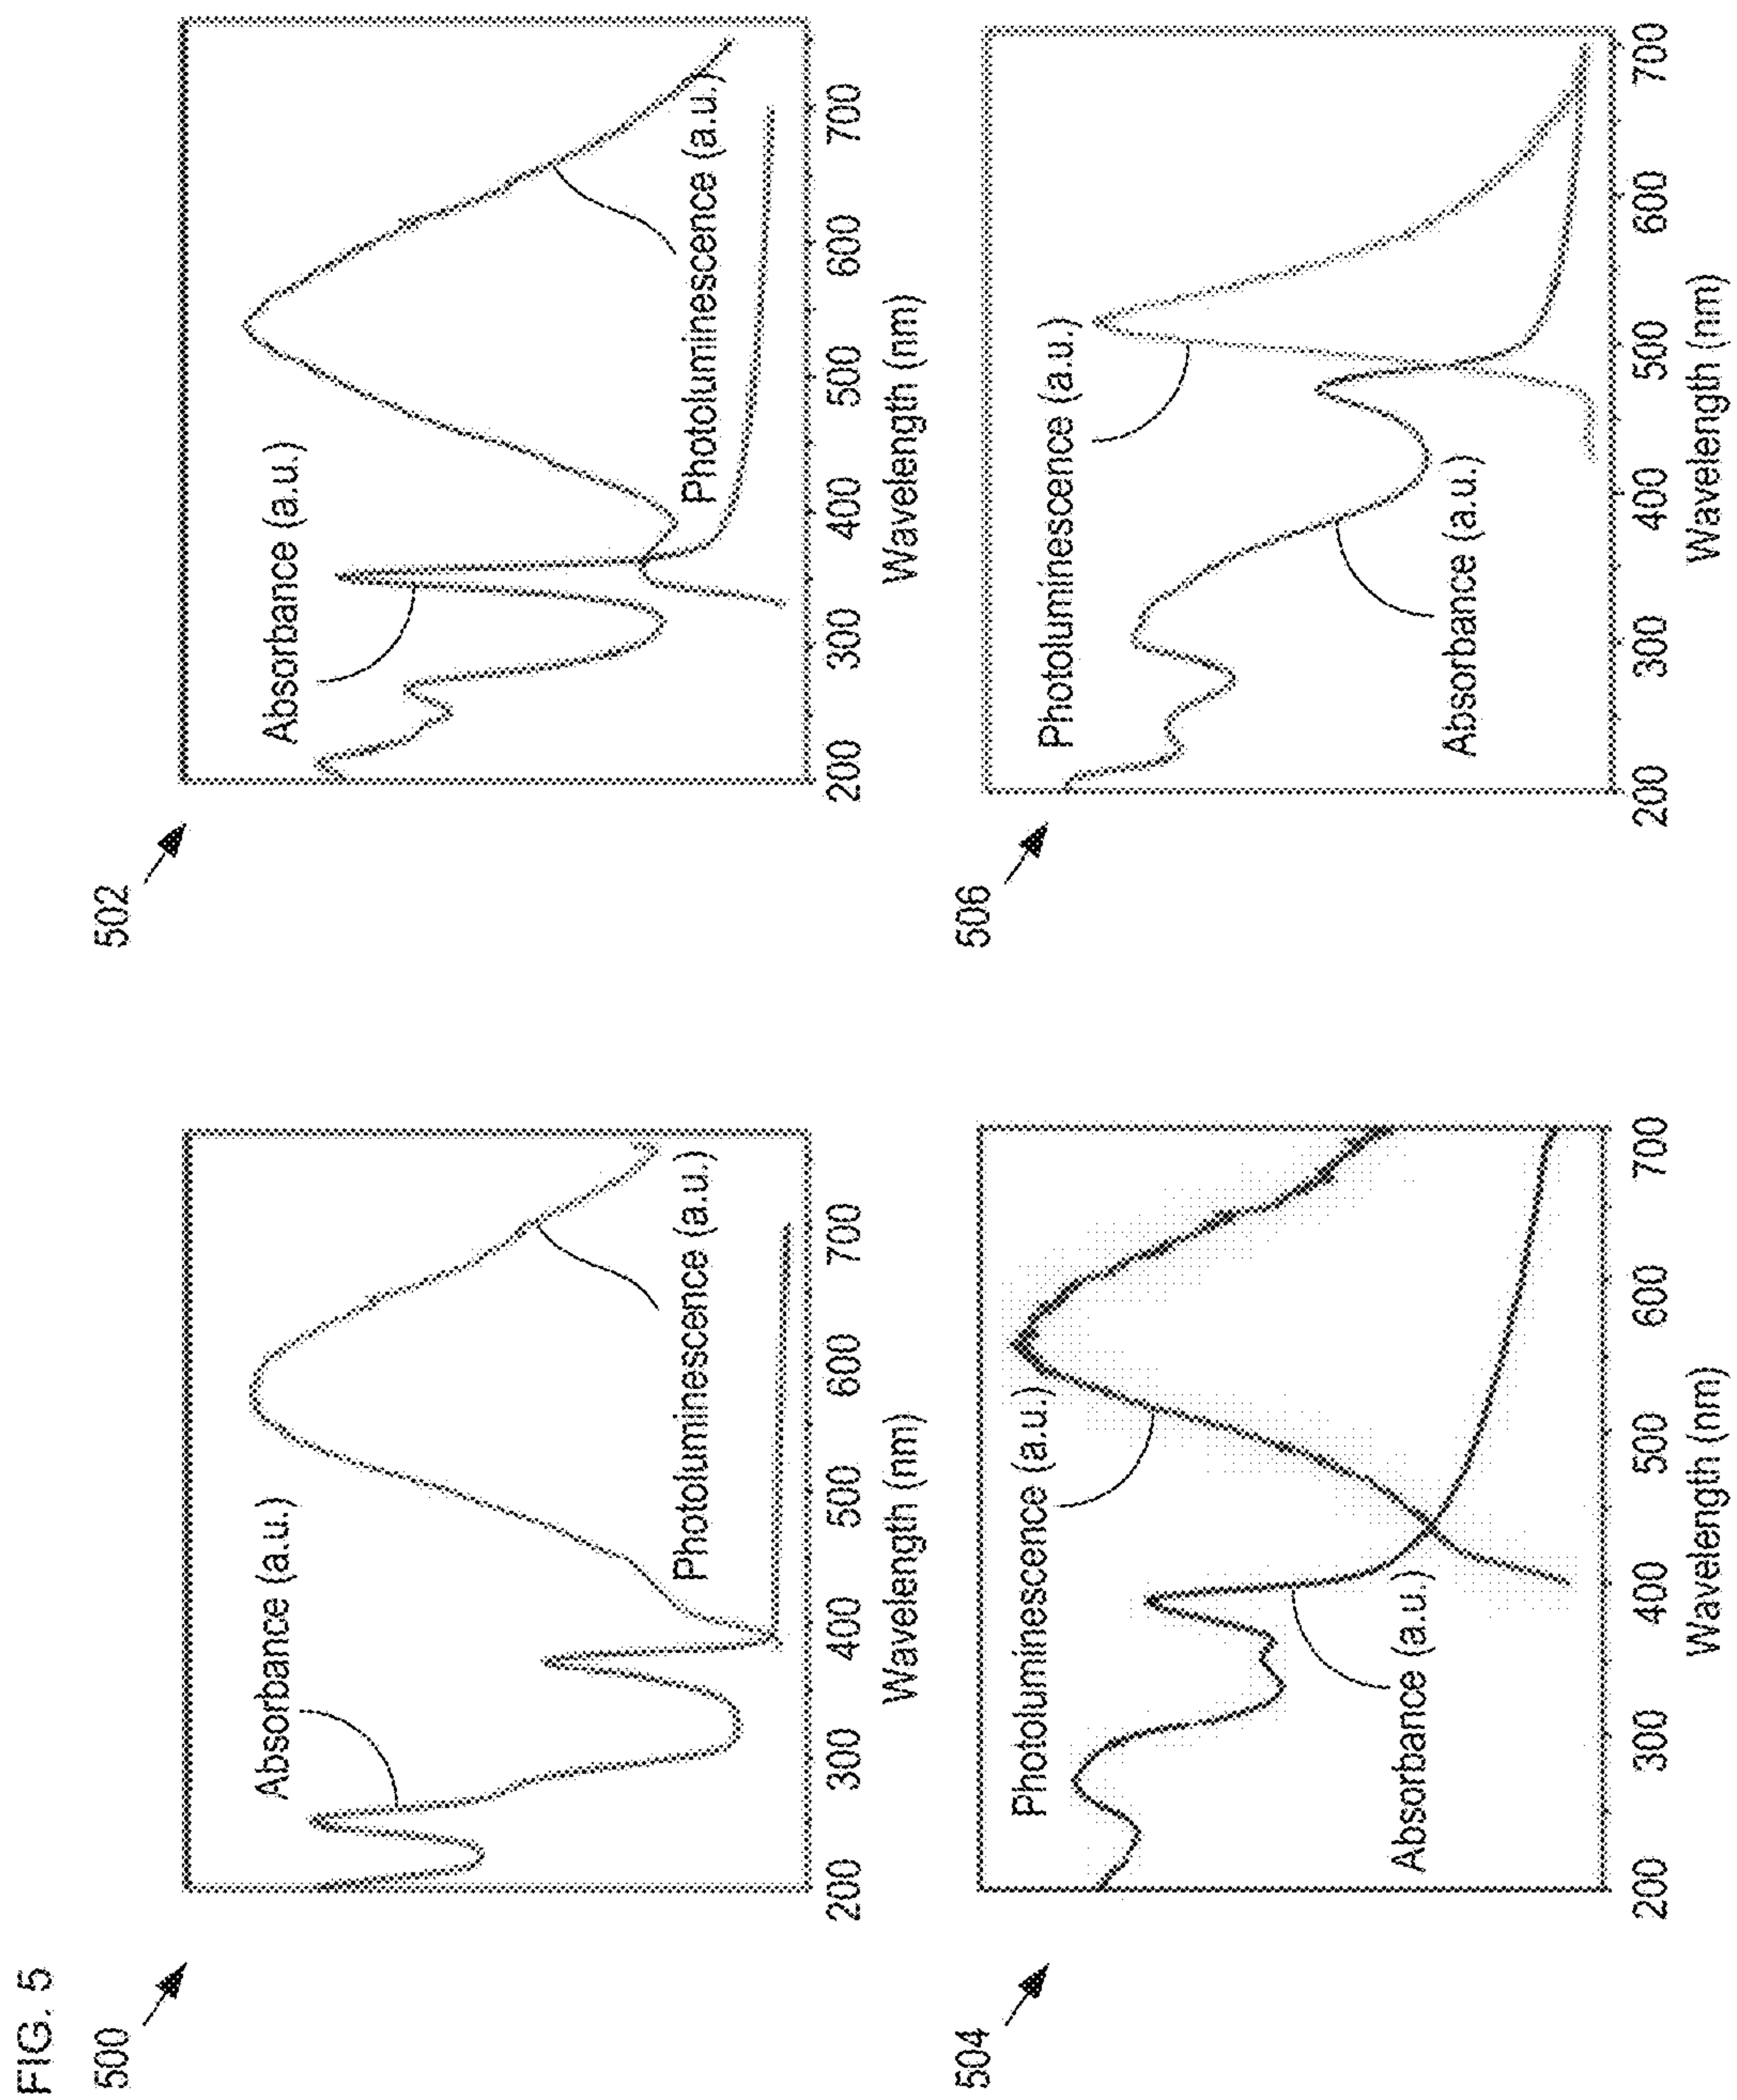 FIG. 5
500
Absorbance (a.u.)
Photoluminescence (a.u.)
200 300 400 500 600 700
Wavelength (nm)
502
Absorbance (a.u.)
Photoluminescence (a.u.)
200 300 400 500 600 700
Wavelength (nm)
504
Photoluminescence (a.u.)
Absorbance (a.u.)
200 300 400 500 600 700
Wavelength (nm)
506
Photoluminescence (a.u.)
Absorbance (a.u.)
200 300 400 500 600 700
Wavelength (nm)